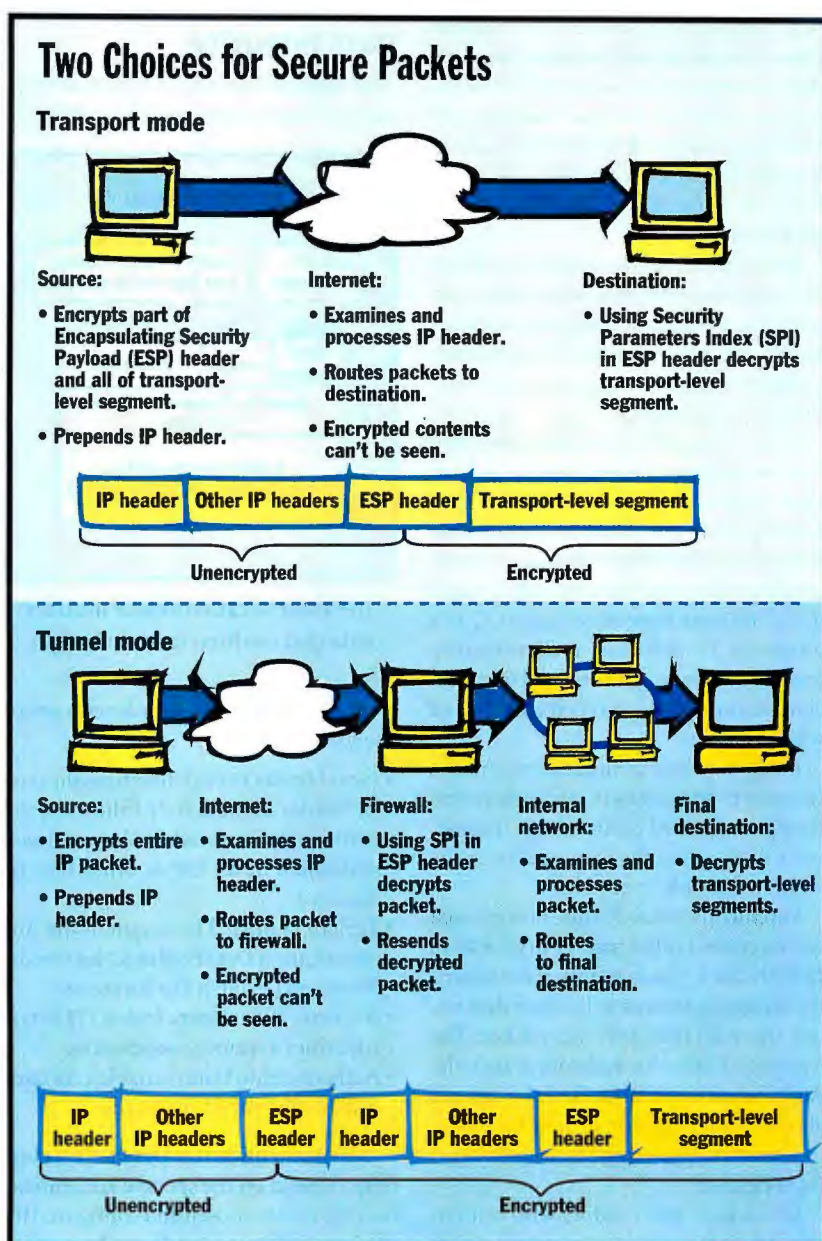 Two Choices for Secure Packets
Transport mode
Source:
• Encrypts part of
Encapsulating Security
Payload (ESP) header
and all of transport-
level segment.
• Prepends IP header.
Internet:
• Examines and
processes IP header.
• Routes packets to
destination.
• Encrypted contents
can't be seen.
Destination:
• Using Security
Parameters Index (SPI)
in ESP header decrypts
transport-level
segment.
IP header Other IP headers ESP header Transport-level segment
Unencrypted Encrypted
Tunnel mode
Source:
• Encrypts entire
IP packet.
• Prepends IP
header.
Internet:
• Examines and
processes IP
header.
• Routes packet
to firewall.
• Encrypted
packet can't
be seen.
Firewall:
• Using SPI in
ESP header
decrypts
packet.
• Resends
decrypted
packet.
Internal
network:
• Examines and
processes
packet.
• Routes
to final
destination.
Final
destination:
• Decrypts
transport-level
segments.
IP header Other IP headers ESP header IP header Other IP headers ESP header Transport-level segment
Unencrypted Encrypted